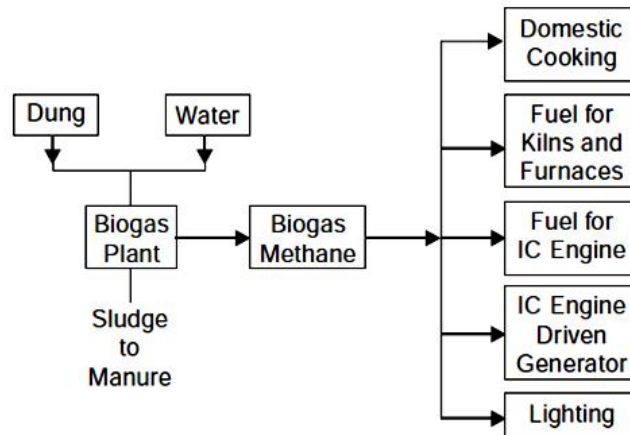 Dung
Water
Biogas
Plant
Sludge
to
Manure
Biogas
Methane
Domestic
Cooking
Fuel for
Kilns and
Furnaces
Fuel for
IC Engine
IC Engine
Driven
Generator
Lighting